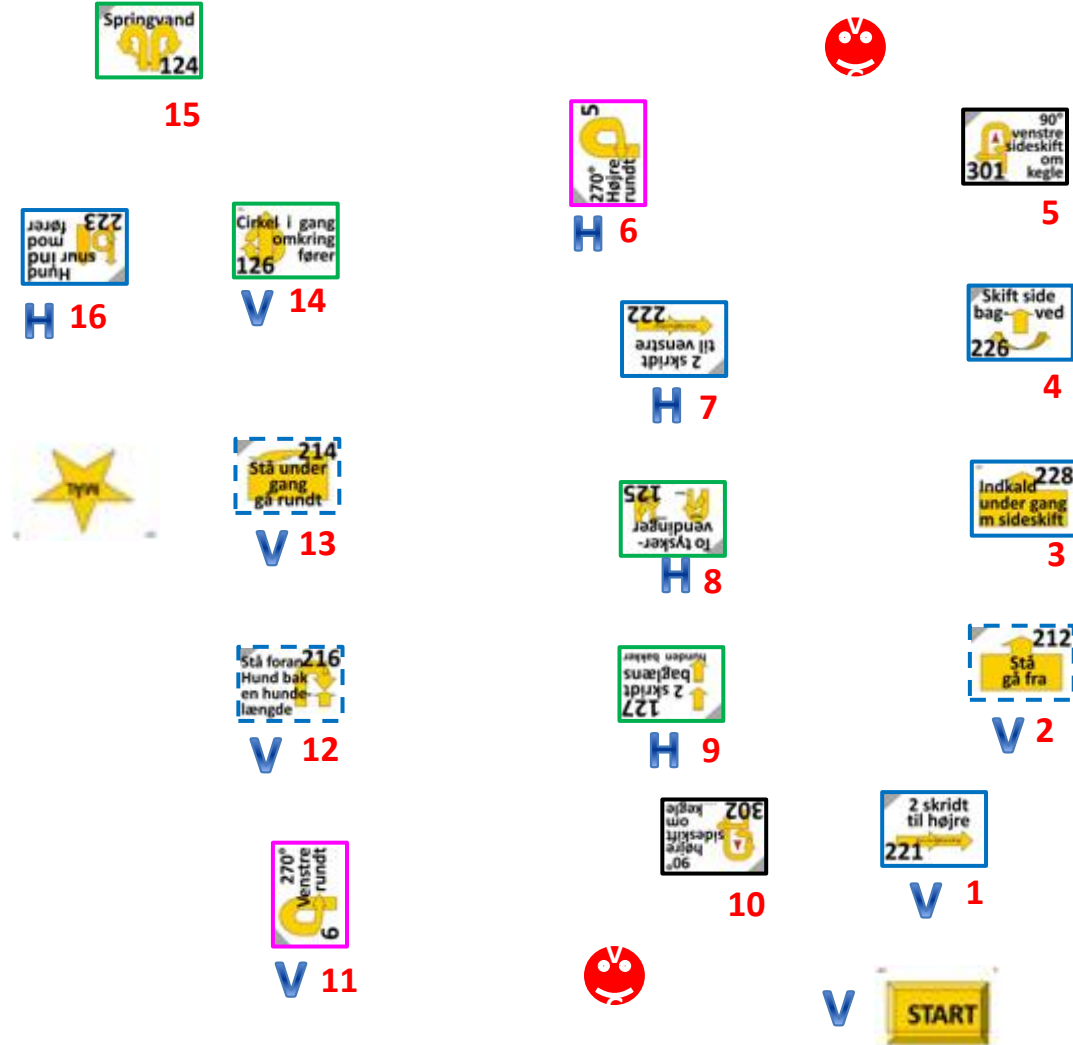 Springvand
124
15
V
C
5
270°
Højre
rundt
H 6
90°
venstre
sideskift
om
kegle
301
5
223
Hund
snur ind
mod
fører
H 16
Cirkel i gang
omkring
fører
126
V 14
222
2 skridt
til venstre
H 7
Skift side
bag- ved
226
4
MÅL
214
Stå under
gang
gå rundt
V 13
125
To tysker-
vendinger
H 8
228
Indkald
under gang
m sideskift
3
Stå foran 216
Hund bak
en hunde-
længde
V 12
127
2 skridt
baglæns
hunden bakker
H 9
212
Stå
gå fra
V 2
302
90°
højre
sideskift
om
kegle
10
2 skridt
til højre
221
V 1
270°
Venstre
rundt
6
V 11
V
C
V START